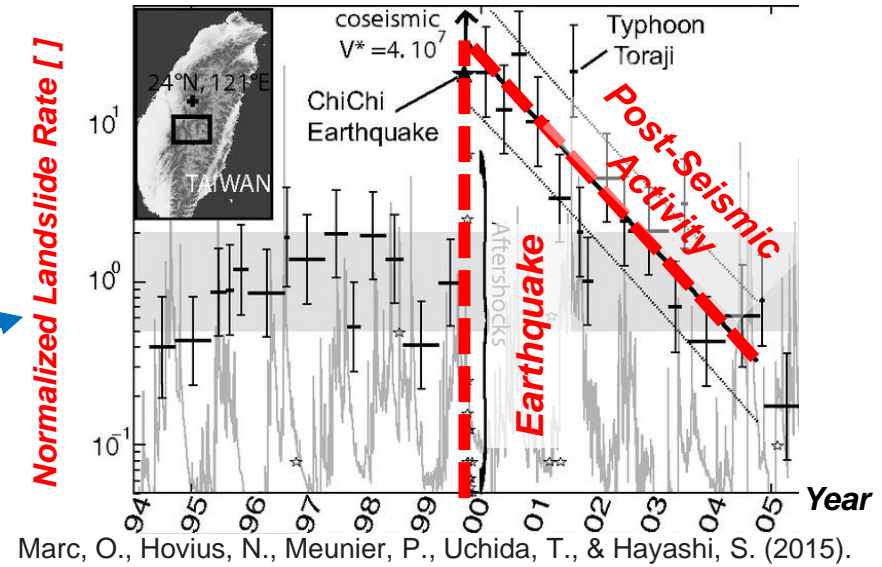 coseismic
V* =4. 10^7
Typhoon
Toraji
24°N, 121°E
ChiChi
Earthquake
TAIWAN
Normalized Landslide Rate [ ]
10^1
10^0
10^-1
Aftershocks
Earthquake
Post-Seismic
Activity
94 95 96 97 98 99 00 01 02 03 04 05
Year
Marc, O., Hovius, N., Meunier, P., Uchida, T., & Hayashi, S. (2015).